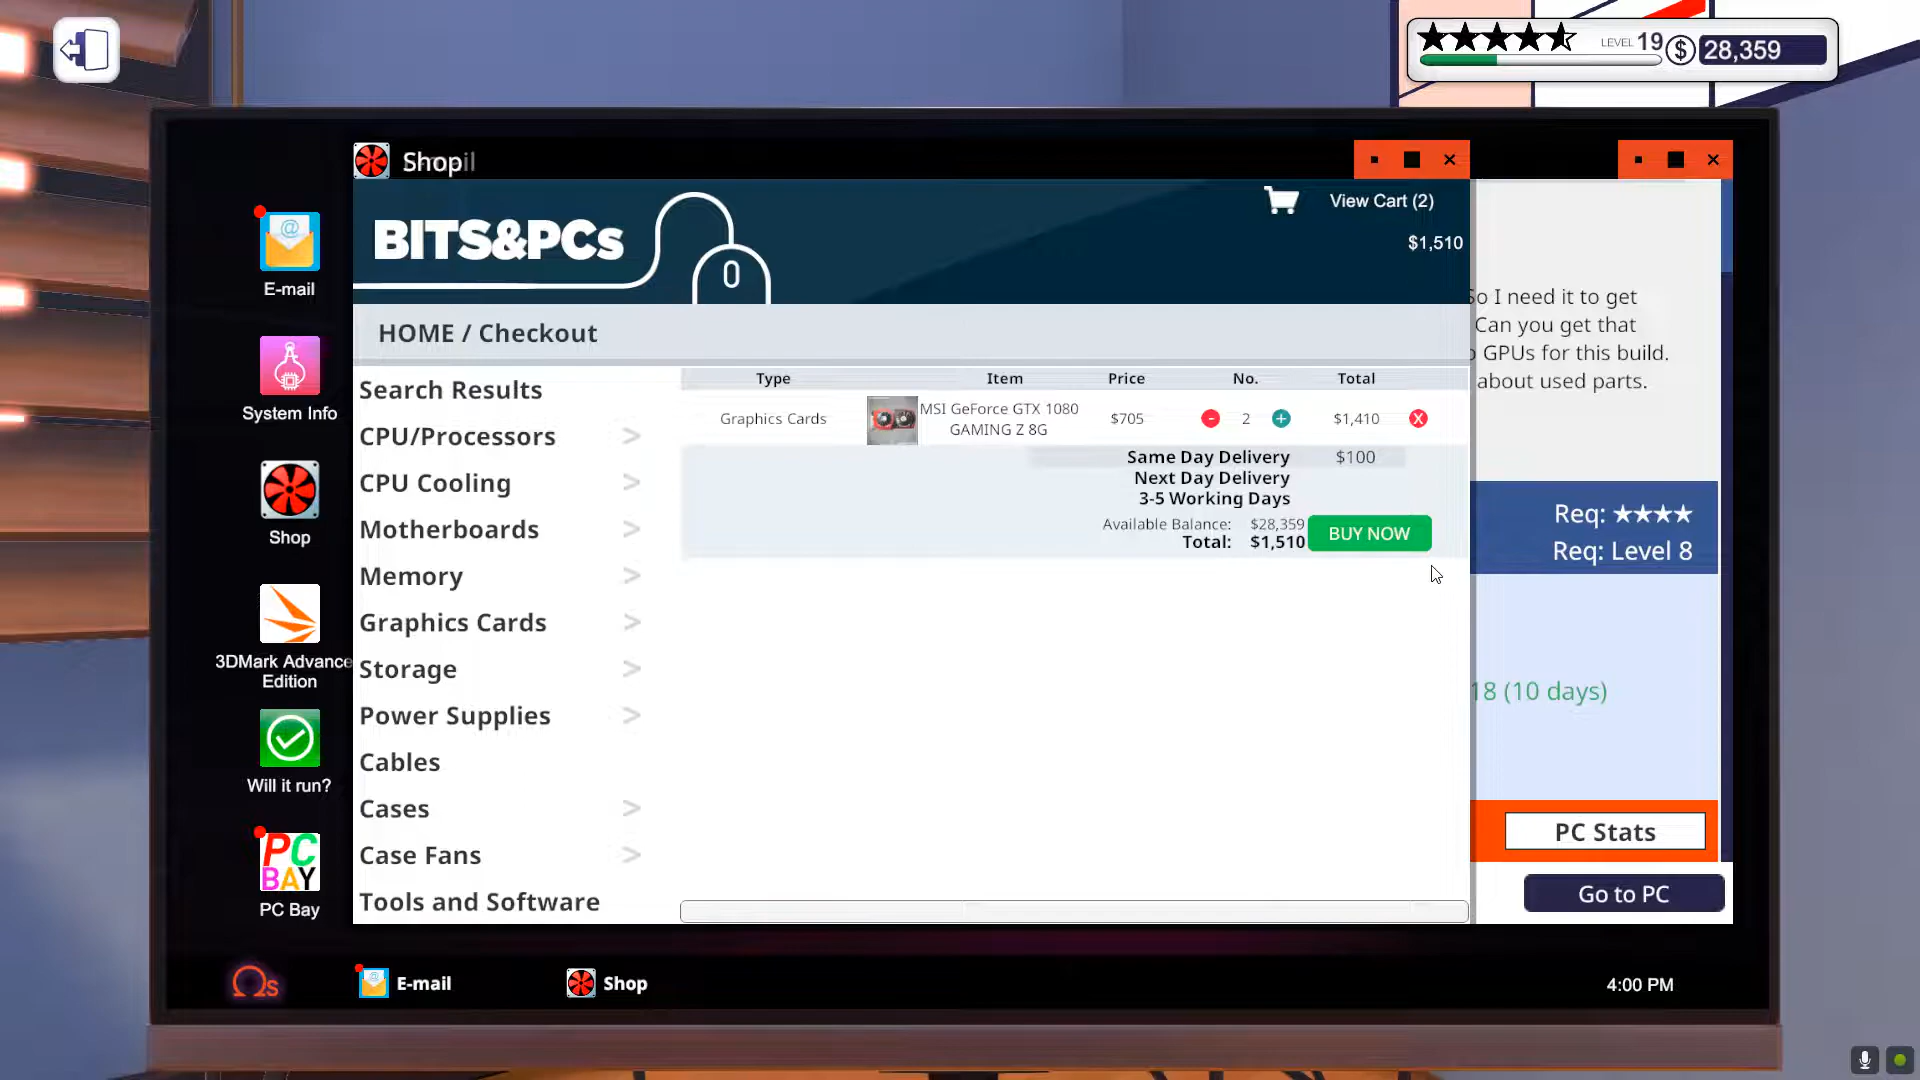 LEVEL 19 $ 28,359
Shop
View Cart (2)
BITS&PCs
$1,510
HOME / Checkout
E-mail
System Info
Shop
3DMark Advance
Edition
Will it run?
PC
BAY
PC Bay
Search Results
CPU/Processors >
CPU Cooling >
Motherboards >
Memory >
Graphics Cards >
Storage >
Power Supplies >
Cables
Cases >
Case Fans >
Tools and Software
Type Item Price No. Total
Graphics Cards MSI GeForce GTX 1080 $705 - 2 + $1,410 X
GAMING Z 8G
Same Day Delivery $100
Next Day Delivery
3-5 Working Days
Available Balance: $28,359
Total: $1,510
BUY NOW
So I need it to get
Can you get that
GPUs for this build.
about used parts.
Req: ★★★★
Req: Level 8
18 (10 days)
PC Stats
Go to PC
Ωs
E-mail
Shop
4:00 PM